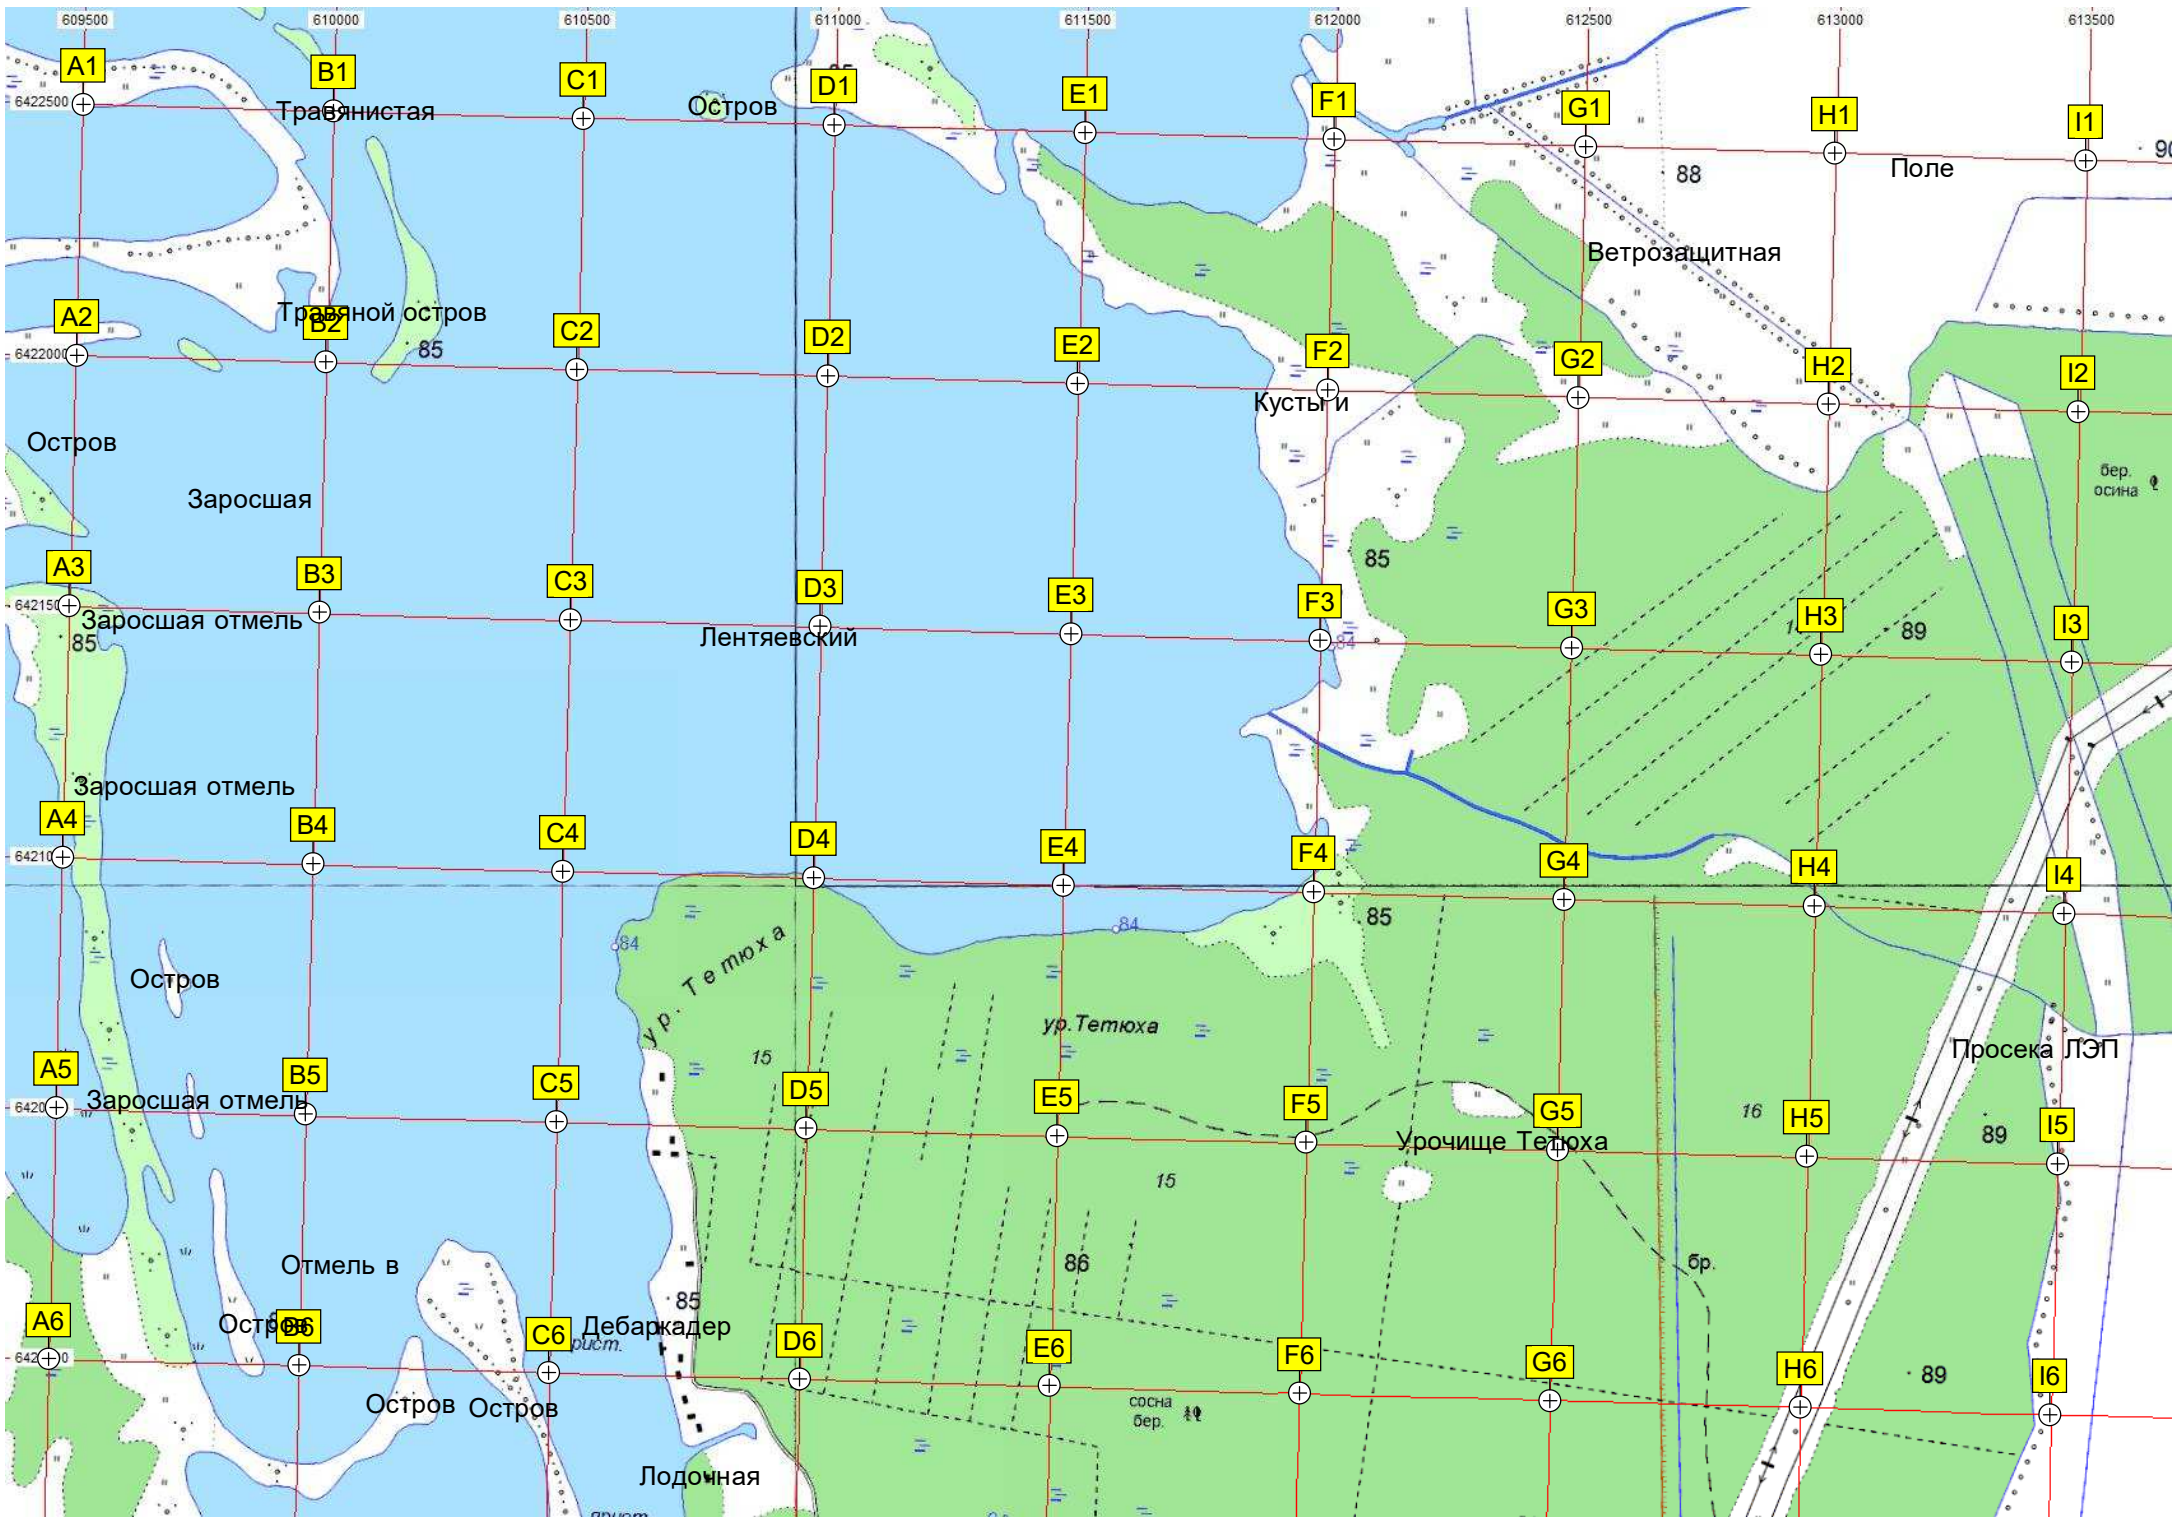 609500 610000 610500 611000 611500 612000 612500 613000 613500
A1 B1 C1 D1 E1 F1 G1 H1 I1
85
6422500
Травянистая
Остров
90
Поле
88
Ветрозащитная
Травяной остров
A2 B2 C2 D2 E2 F2 G2 H2 I2
6422000
85
Кусты и
Остров
бер.
осина
Заросшая
85
A3 B3 C3 D3 E3 F3 G3 H3 I3
Заросшая отмель
85
Лентяевский
84
89
Заросшая отмель
A4 B4 C4 D4 E4 F4 G4 H4 I4
85
84
84
ур. Тетюха
Остров
ур.Тетюха
15
Просека ЛЭП
A5 B5 C5 D5 E5 F5 G5 H5 I5
Заросшая отмель
16
89
Урочище Тетюха
15
Отмель в
86
бр.
85
Остров
Дебаркадер
A6 B6 C6 D6 E6 F6 G6 H6 I6
89
Остров
Остров
сосна
бер.
Лодочная